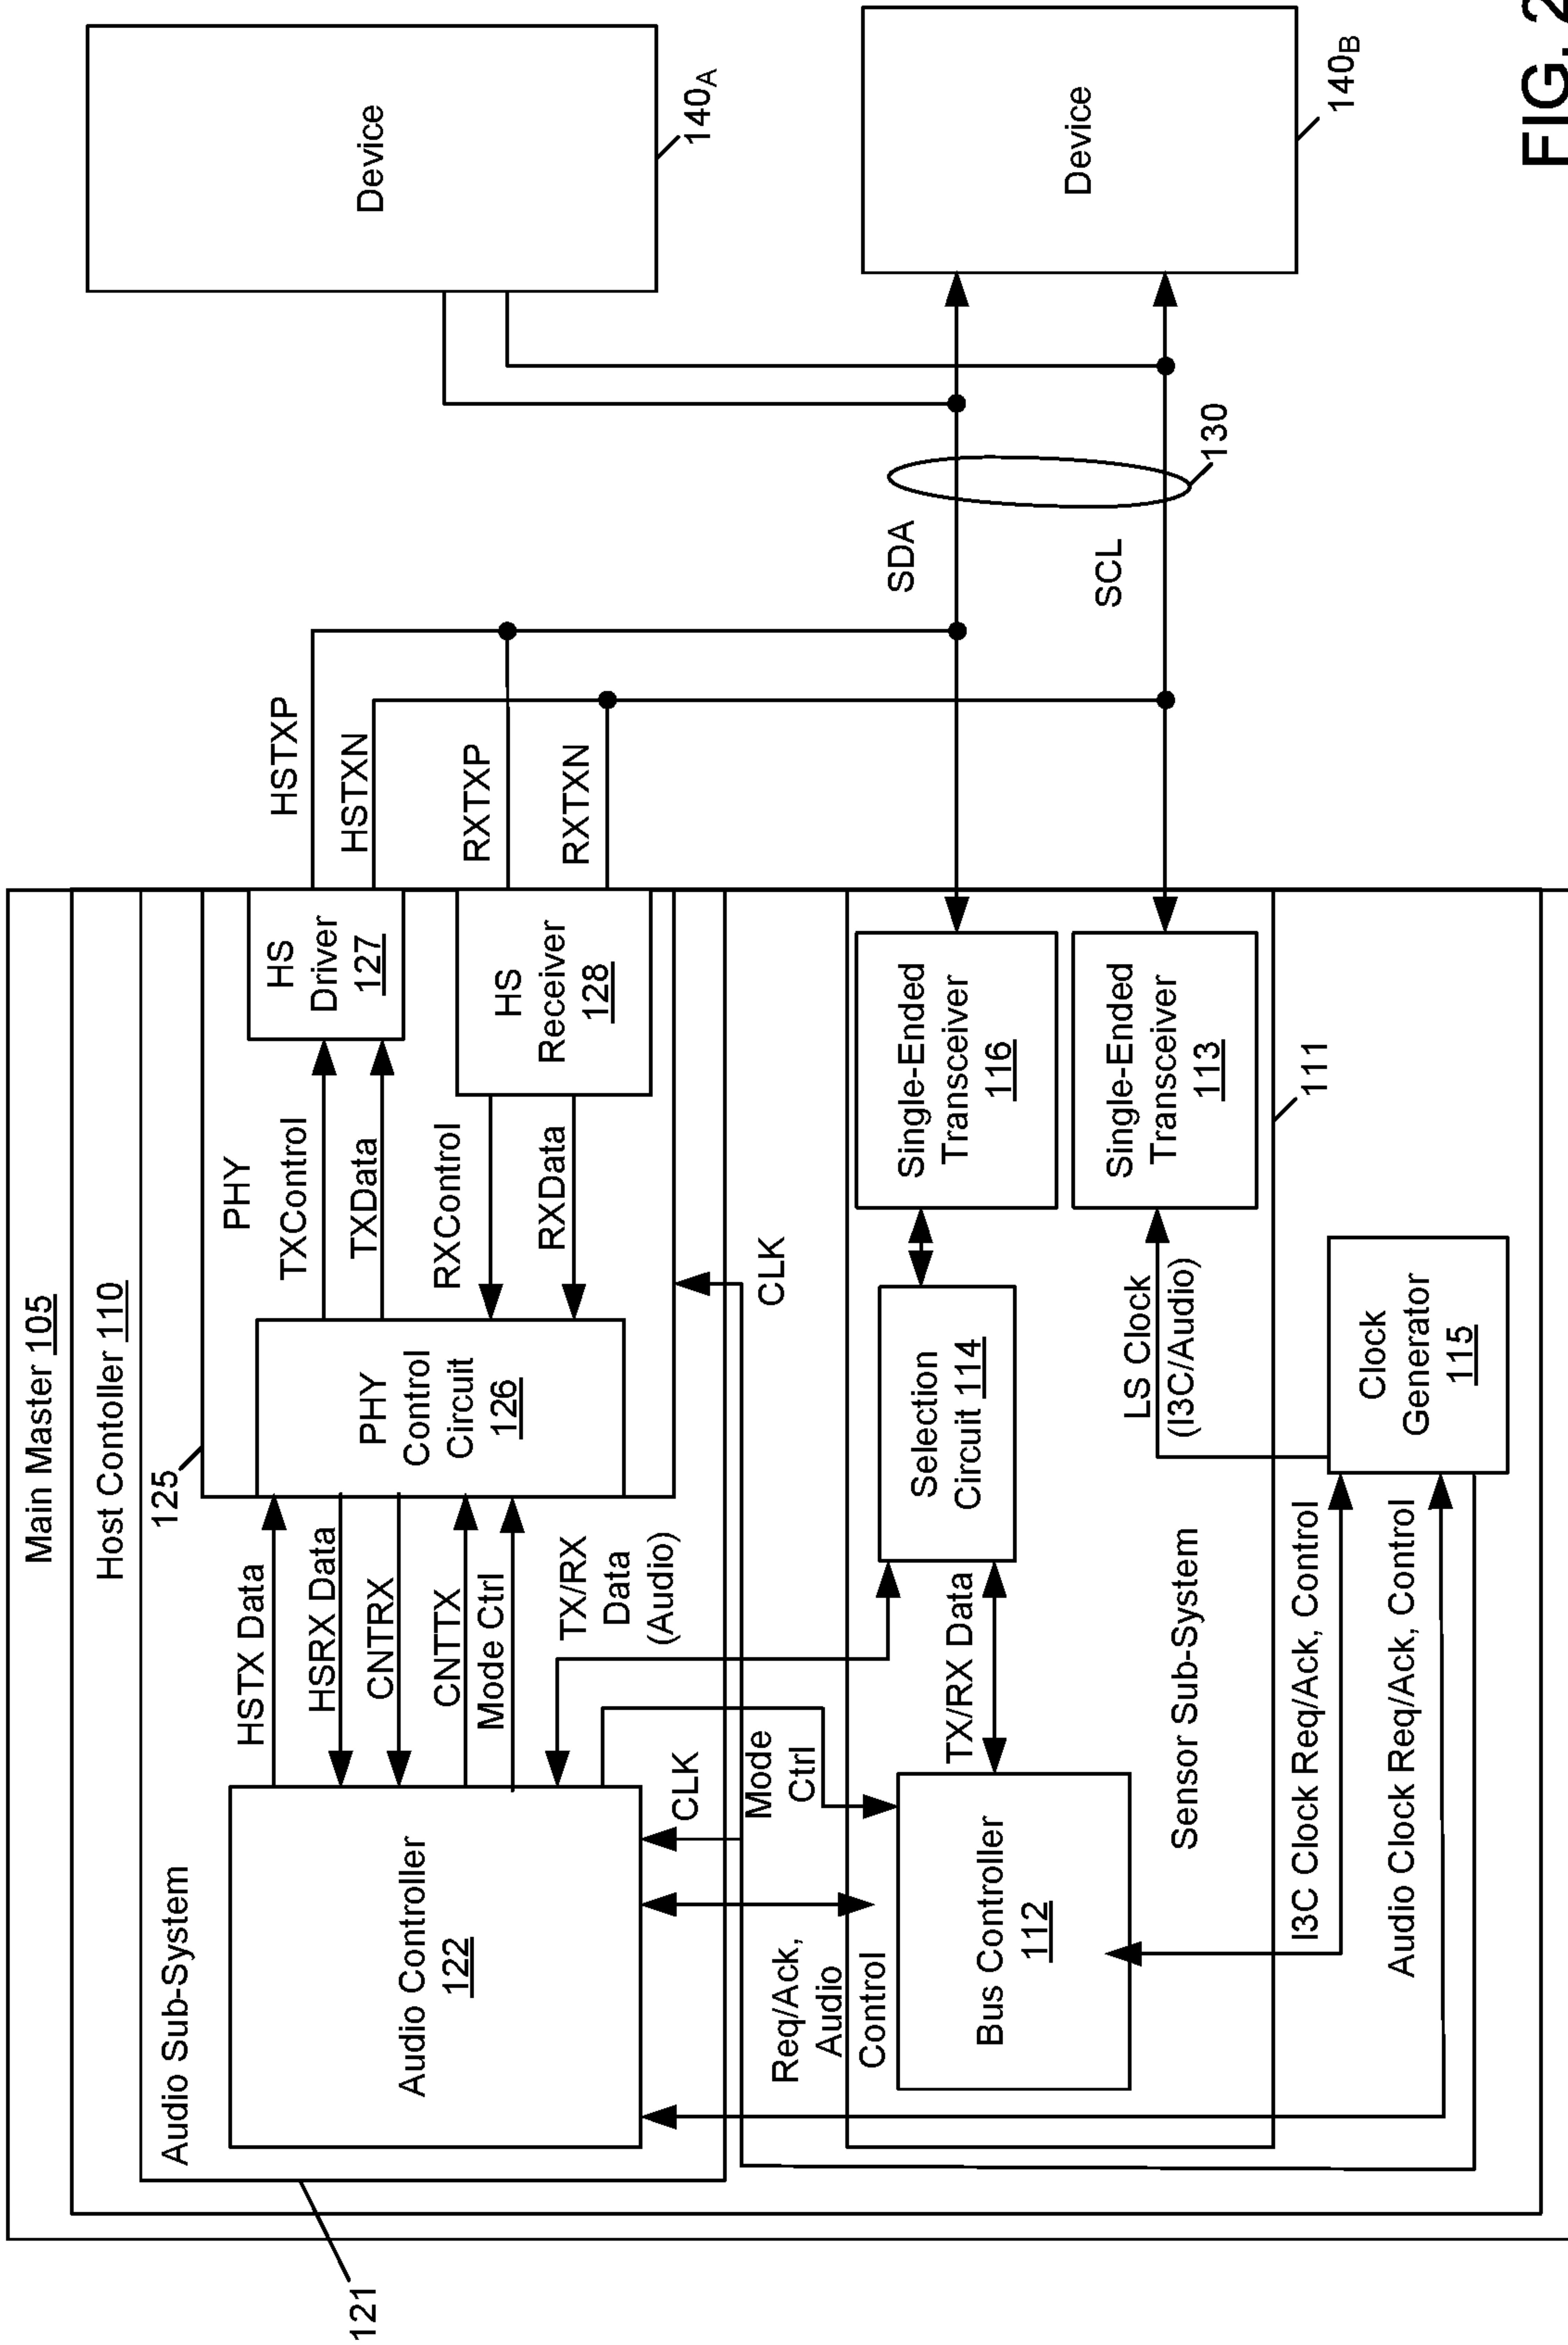 Main Master 105
Host Contoller 110
Audio Sub-System
121
125
PHY
Audio Controller
122
HSTX Data
HSRX Data
CNTRX
CNTTX
Mode Ctrl
TX/RX
Data
(Audio)
PHY
Control
Circuit
126
TXControl
TXData
RXControl
RXData
HS
Driver
127
HS
Receiver
128
HSTXP
HSTXN
RXTXP
RXTXN
Device
140A
CLK
Mode
Ctrl
CLK
Req/Ack,
Audio
Control
Bus Controller
112
TX/RX Data
Selection
Circuit 114
Single-Ended
Transceiver
116
Single-Ended
Transceiver
113
SDA
SCL
130
Device
140B
LS Clock
(I3C/Audio)
Sensor Sub-System
111
I3C Clock Req/Ack, Control
Audio Clock Req/Ack, Control
Clock
Generator
115
FIG. 2